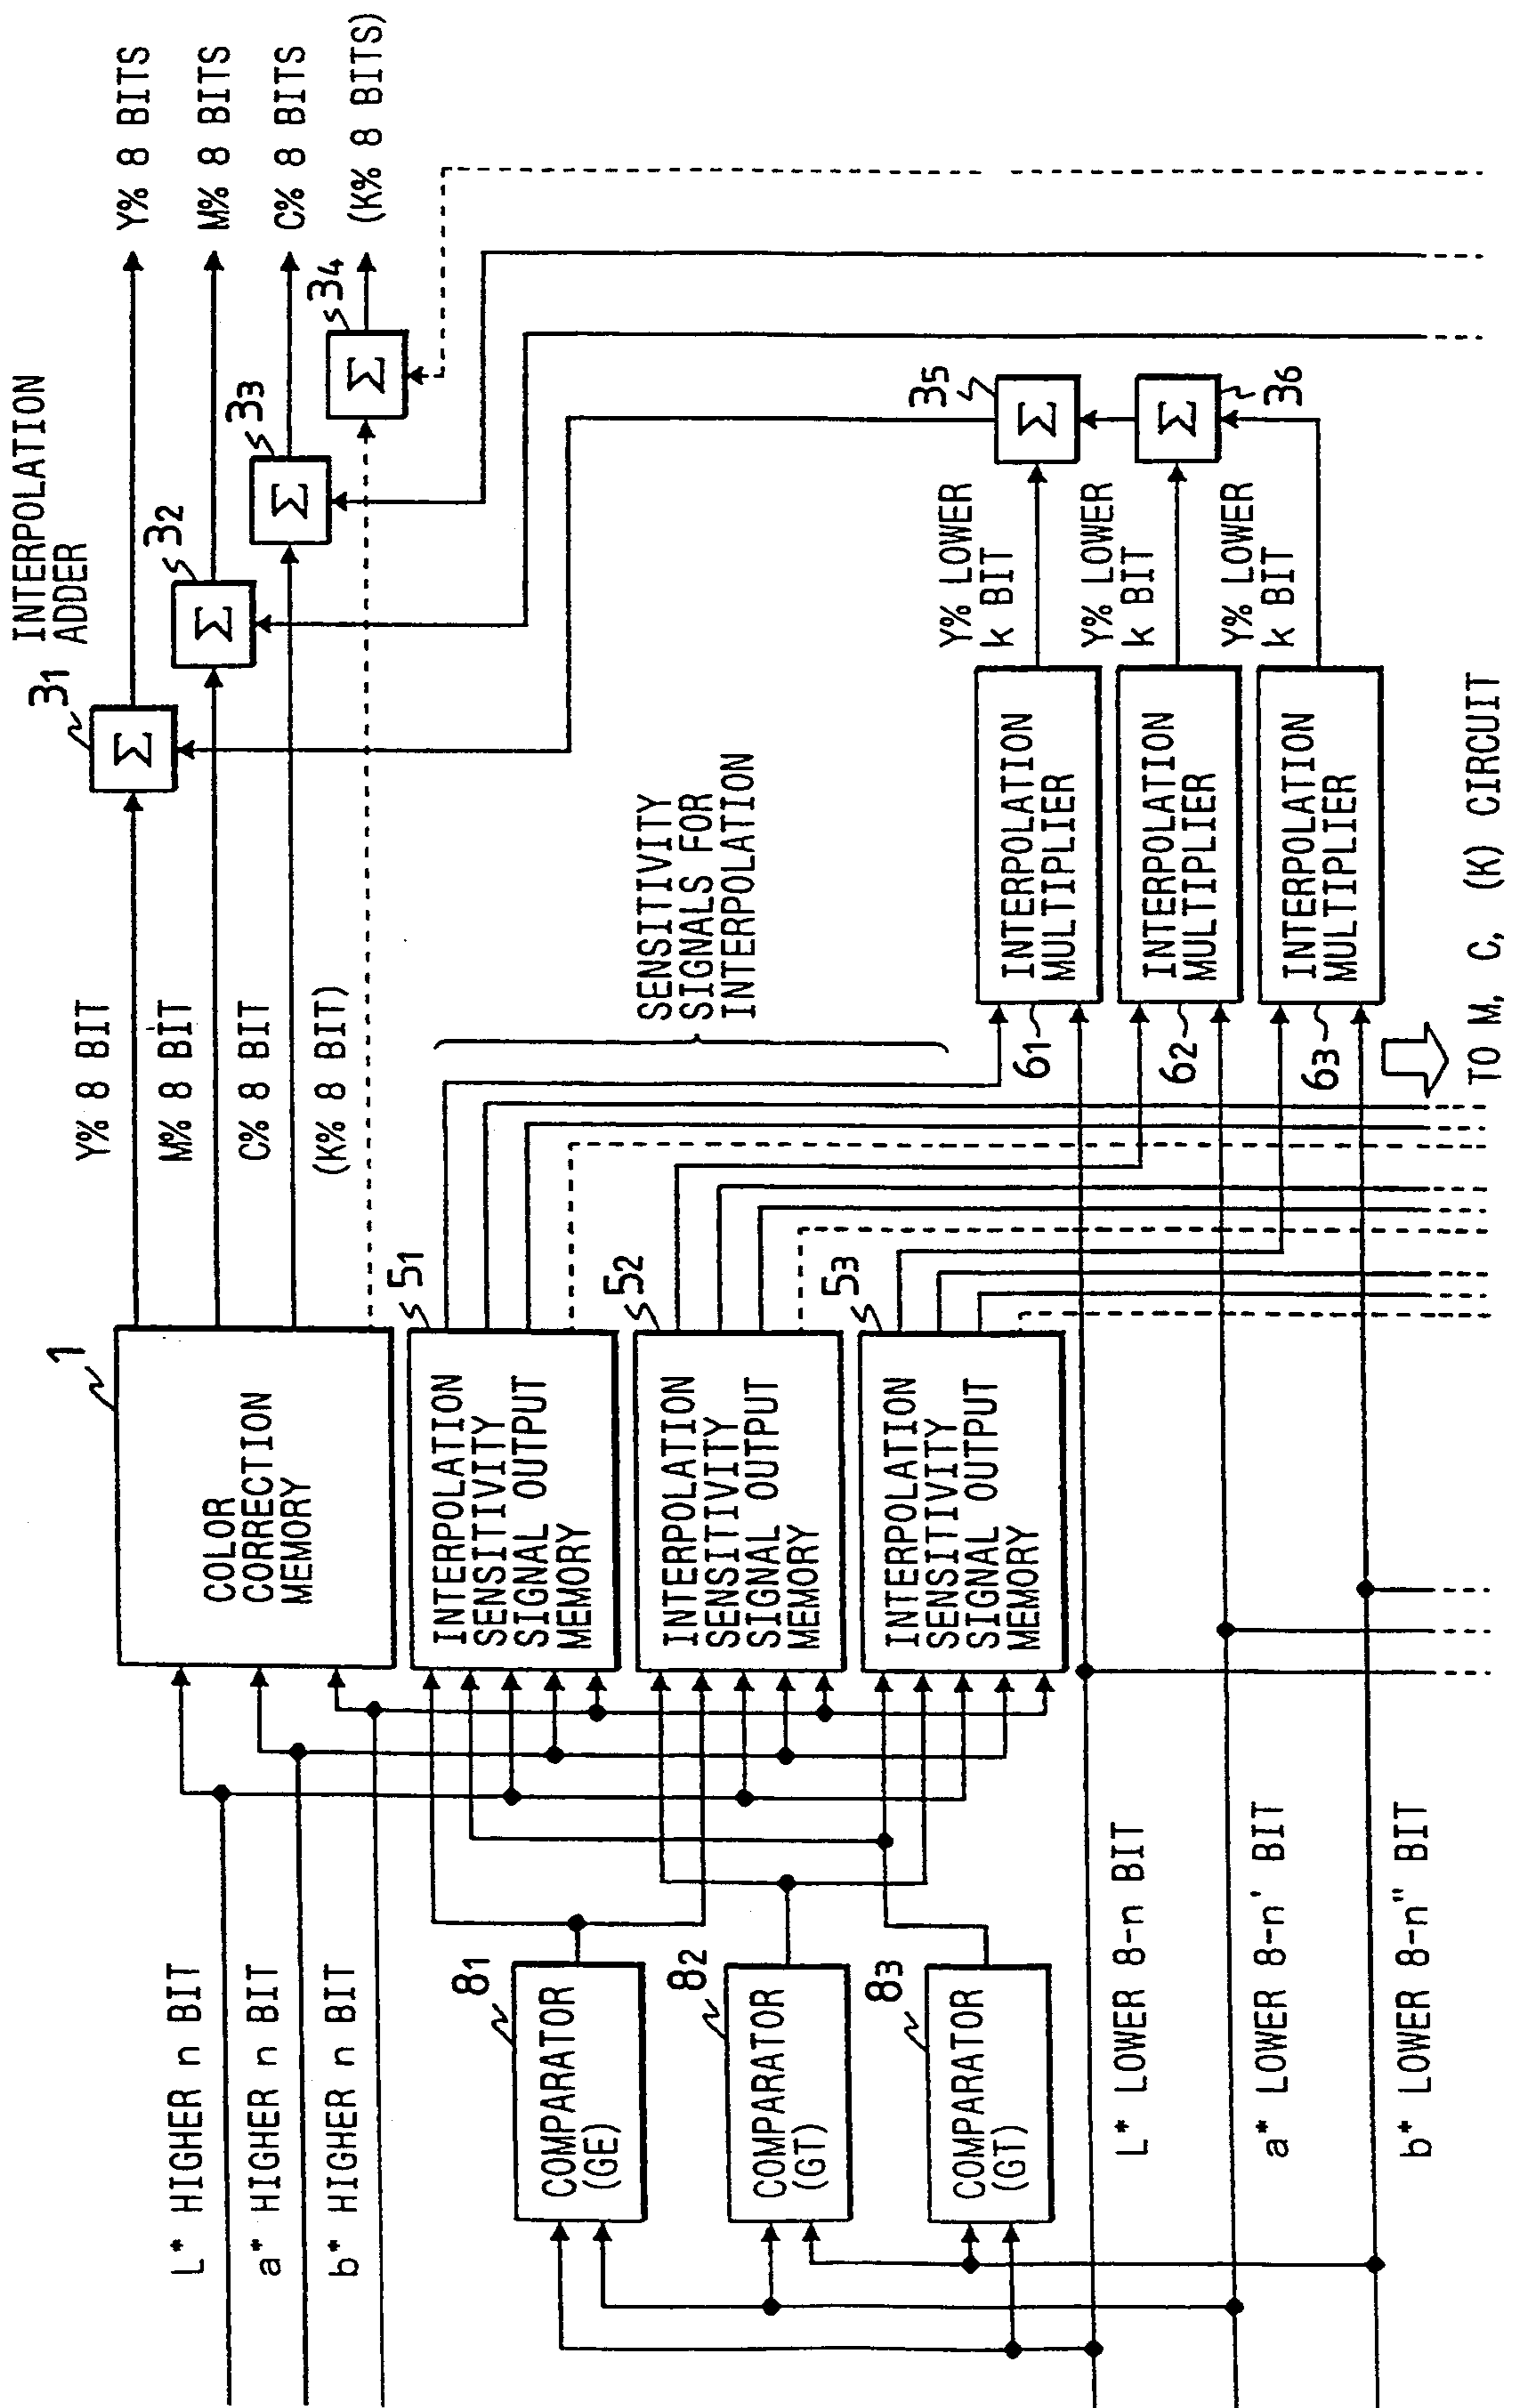 L* HIGHER n BIT
a* HIGHER n BIT
b* HIGHER n BIT
1
COLOR
CORRECTION
MEMORY
Y% 8 BIT
M% 8 BIT
C% 8 BIT
(K% 8 BIT)
INTERPOLATION
ADDER
31
Σ
32
Σ
33
Σ
34
Σ
Y% 8 BITS
M% 8 BITS
C% 8 BITS
(K% 8 BITS)
81
COMPARATOR
(GE)
82
COMPARATOR
(GT)
83
COMPARATOR
(GT)
51
INTERPOLATION
SENSITIVITY
SIGNAL OUTPUT
MEMORY
52
INTERPOLATION
SENSITIVITY
SIGNAL OUTPUT
MEMORY
53
INTERPOLATION
SENSITIVITY
SIGNAL OUTPUT
MEMORY
SENSITIVITY
SIGNALS FOR
INTERPOLATION
61
INTERPOLATION
MULTIPLIER
62
INTERPOLATION
MULTIPLIER
63
INTERPOLATION
MULTIPLIER
Y% LOWER
k BIT
Y% LOWER
k BIT
Y% LOWER
k BIT
35
Σ
36
Σ
L* LOWER 8-n BIT
a* LOWER 8-n' BIT
b* LOWER 8-n" BIT
TO M, C, (K) CIRCUIT